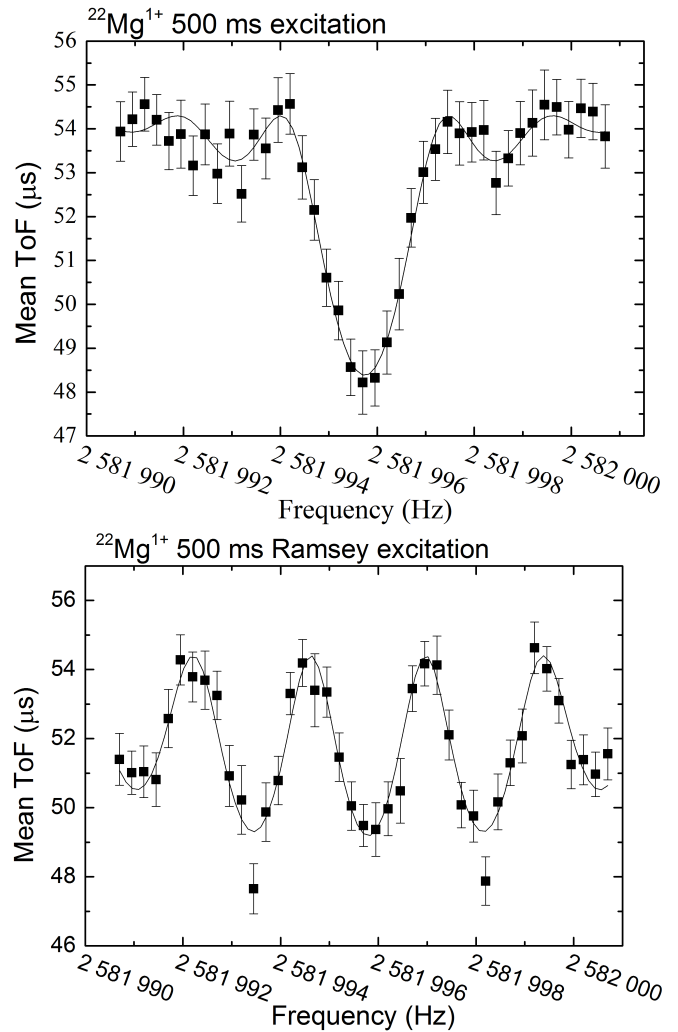 ²²Mg¹⁺ 500 ms excitation
56
55
54
53
52
51
50
49
48
47
Mean ToF (μs)
2 581 990
2 581 992
2 581 994
2 581 996
2 581 998
2 582 000
Frequency (Hz)
²²Mg¹⁺ 500 ms Ramsey excitation
56
54
52
50
48
46
Mean ToF (μs)
2 581 990
2 581 992
2 581 994
2 581 996
2 581 998
2 582 000
Frequency (Hz)